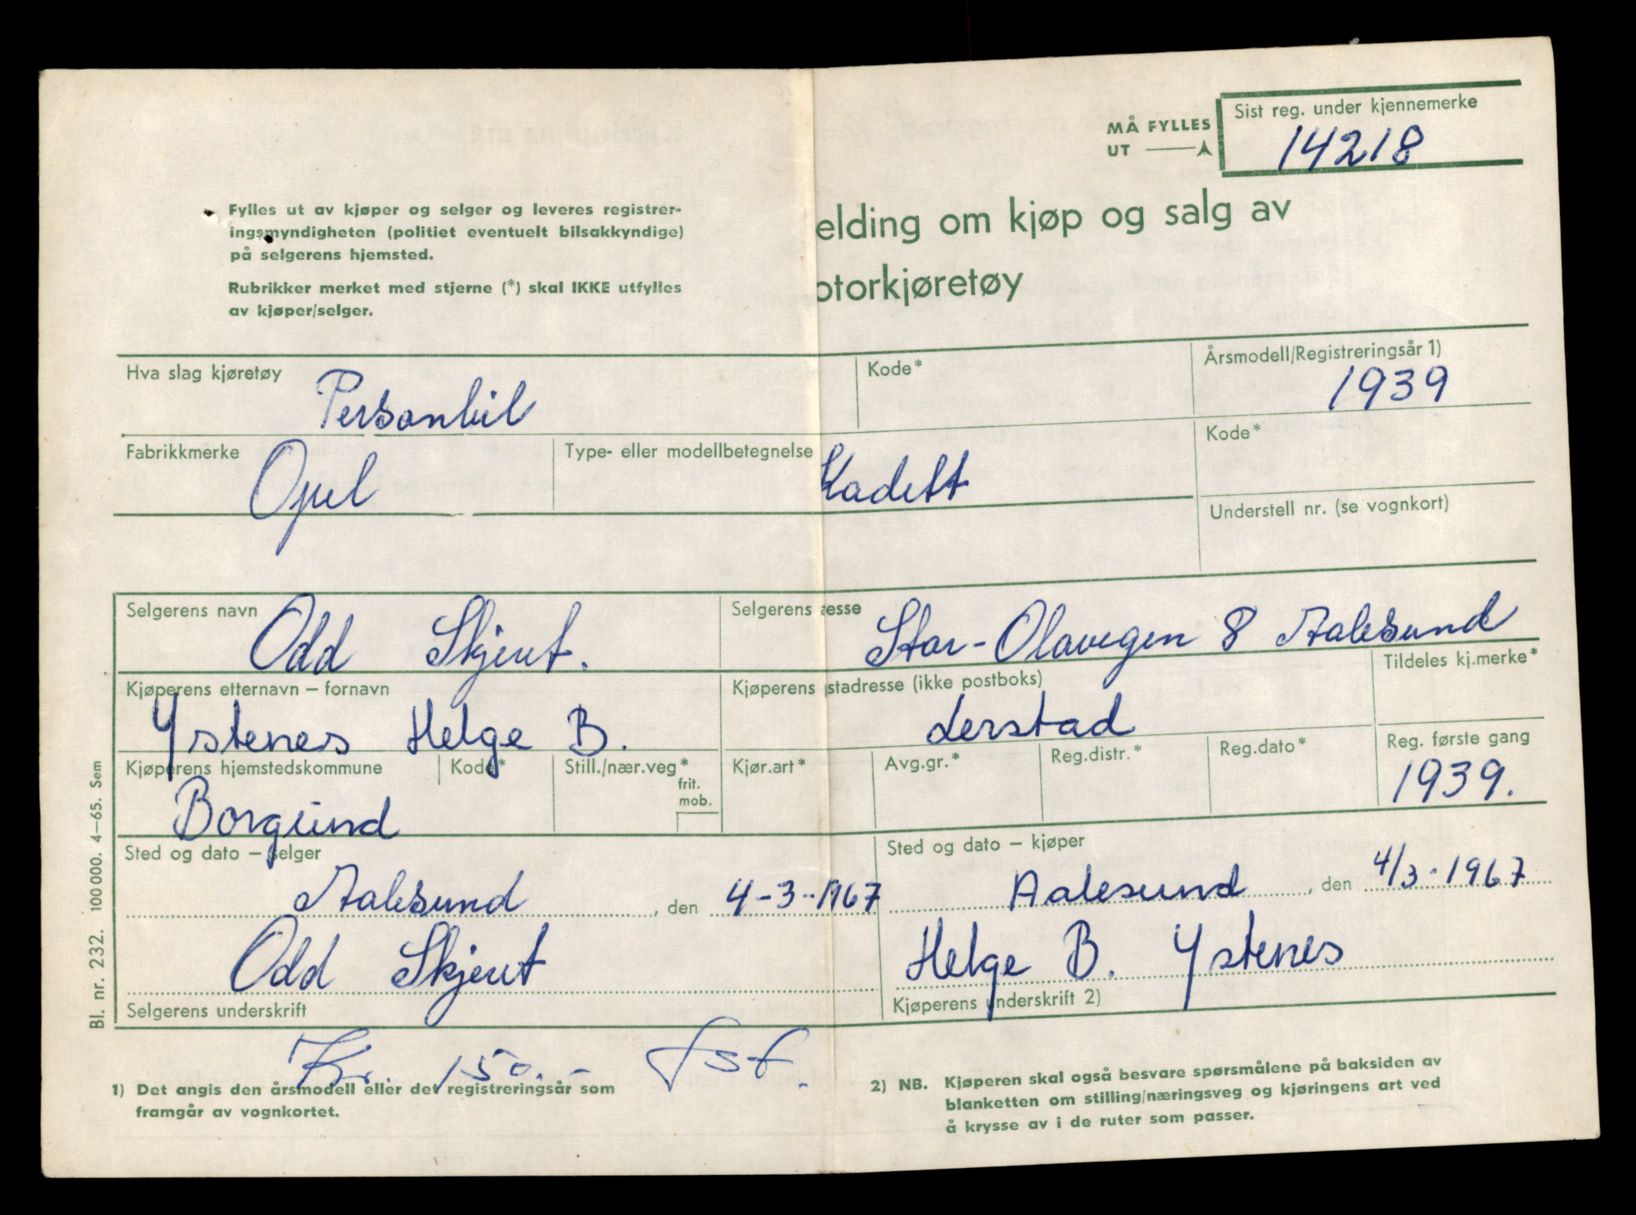 MÅ FYLLES
UT
Sist reg. under kjennemerke
14218
Fylles ut av kjøper og selger og leveres registrer-
ingsmyndigheten (politiet eventuelt bilsakkyndige)
på selgerens hjemsted.
Rubrikker merket med stjerne (*) skal IKKE utfylles
av kjøper/selger.
elding om kjøp og salg av
otorkjøretøy
Hva slag kjøretøy
Personbil
Kode*
Årsmodell/Registreringsår 1)
1939
Fabrikkmerke
Opel
Type- eller modellbetegnelse
Kadett
Kode*
Understell nr. (se vognkort)
Selgerens navn
Odd Skjeut.
Selgerens esse
Star-Olavegen 8 Aalesund
Kjøperens etternavn – fornavn
Ystenes Helge B.
Kjøperens stadresse (ikke postboks)
Lerstad
Tildeles kj.merke*
Kjøperens hjemstedskommune
Borgund
Kode*
Still./nær.veg*
frit.
mob.
Kjør.art*
Avg.gr.*
Reg.distr.*
Reg.dato*
Reg. første gang
1939.
Sted og dato – selger
Aalesund, den 4-3-1967
Sted og dato – kjøper
Aalesund, den 4/3-1967
Odd Skjeut
Selgerens underskrift
Helge B. Ystenes
Kjøperens underskrift 2)
Kr. 150.-
1) Det angis den årsmodell eller det registreringsår som
framgår av vognkortet.
2) NB. Kjøperen skal også besvare spørsmålene på baksiden av
blanketten om stilling/næringsveg og kjøringens art ved
å krysse av i de ruter som passer.
Bl. nr. 232. 100 000. 4–65. Sem